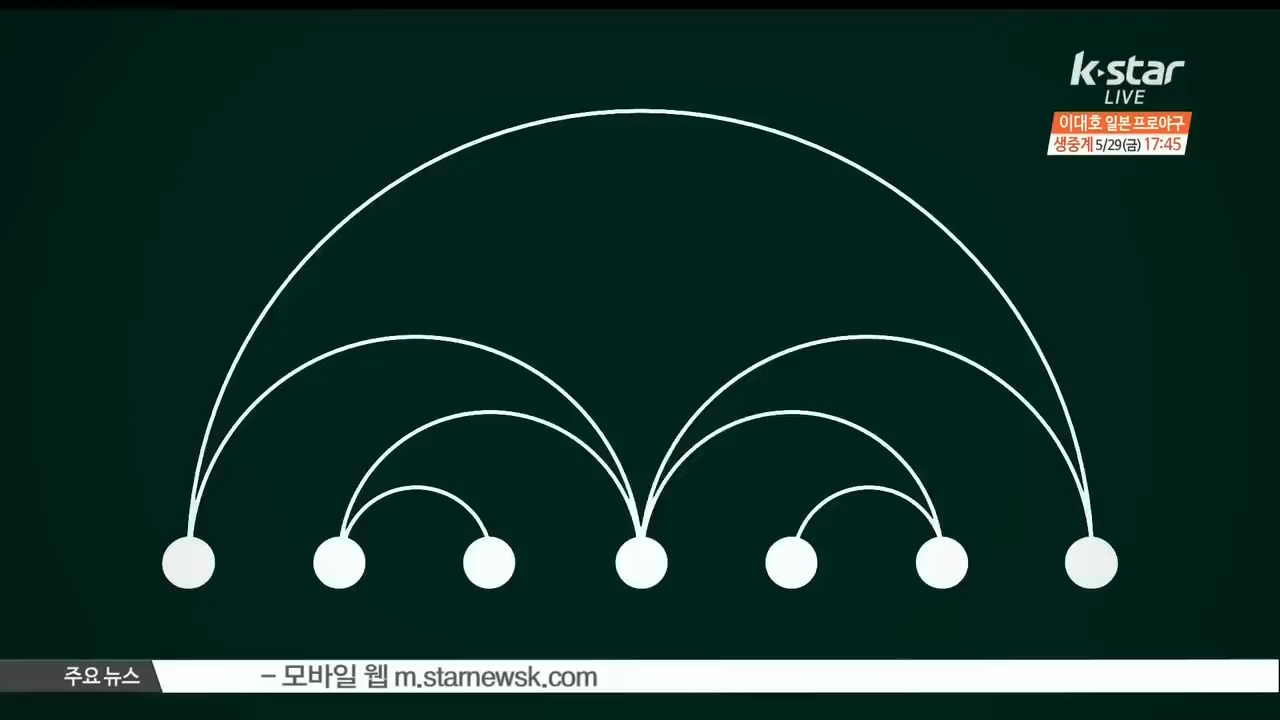 k·star
LIVE
이대호 일본 프로야구
생중계 5/29(금) 17:45
주요 뉴스
- 모바일 웹 m.starnewsk.com